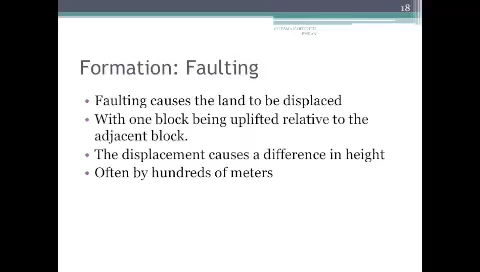 18
Formation: Faulting
• Faulting causes the land to be displaced
• With one block being uplifted relative to the
adjacent block.
• The displacement causes a difference in height
• Often by hundreds of meters